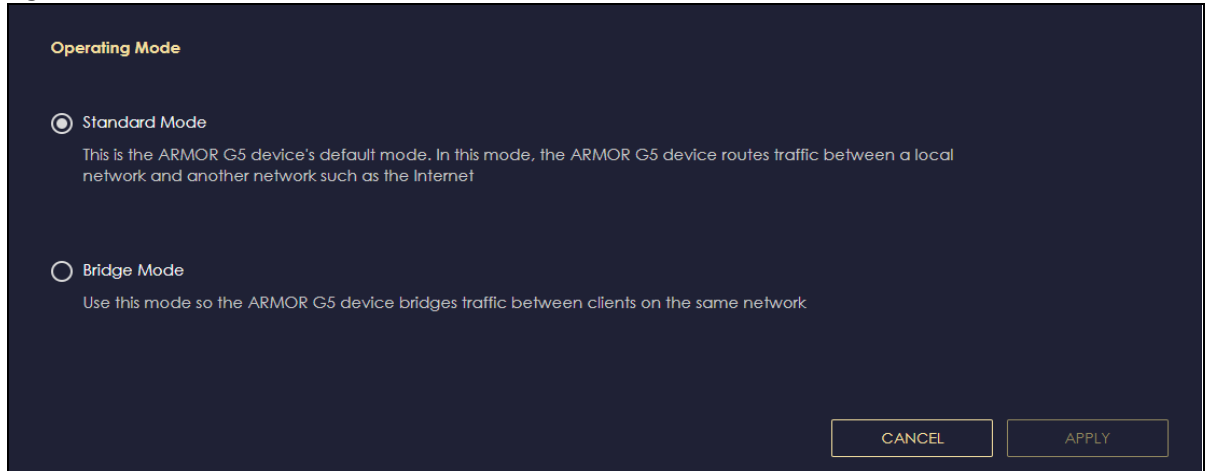 Operating Mode
Standard Mode
This is the ARMOR G5 device's default mode. In this mode, the ARMOR G5 device routes traffic between a local
network and another network such as the Internet
Bridge Mode
Use this mode so the ARMOR G5 device bridges traffic between clients on the same network
CANCEL
APPLY